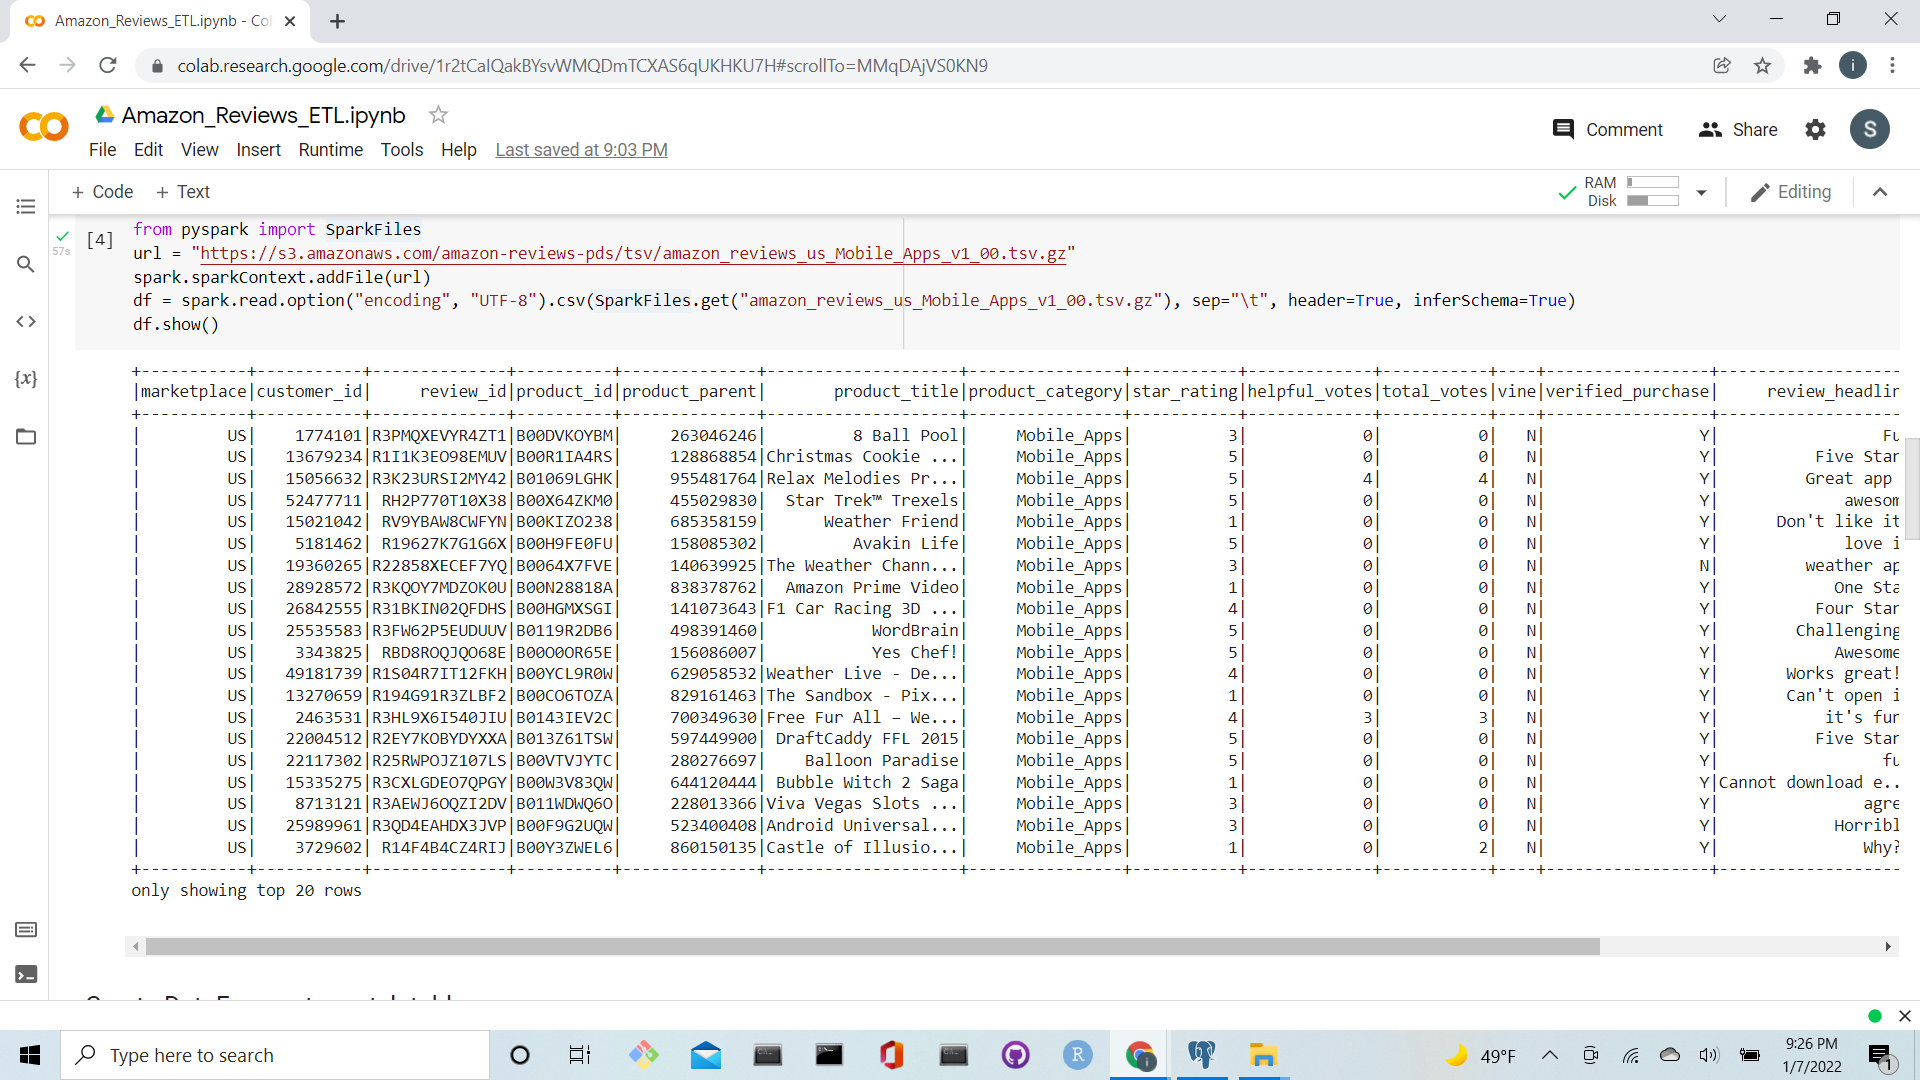 Amazon_Reviews_ETL.ipynb - Co
colab.research.google.com/drive/1r2tCaIQakBYsvWMQDmTCXAS6qUKHKU7H#scrollTo=MMqDAjVS0KN9
i
Amazon_Reviews_ETL.ipynb
Comment
Share
S
File Edit View Insert Runtime Tools Help Last saved at 9:03 PM
+ Code + Text
RAM
Disk
Editing
57s
[4]
from pyspark import SparkFiles
url = "https://s3.amazonaws.com/amazon-reviews-pds/tsv/amazon_reviews_us_Mobile_Apps_v1_00.tsv.gz"
spark.sparkContext.addFile(url)
df = spark.read.option("encoding", "UTF-8").csv(SparkFiles.get("amazon_reviews_us_Mobile_Apps_v1_00.tsv.gz"), sep="\t", header=True, inferSchema=True)
df.show()
|marketplace|customer_id| review_id|product_id|product_parent| product_title|product_category|star_rating|helpful_votes|total_votes|vine|verified_purchase| review_headlin
| US| 1774101|R3PMQXEVYR4ZT1|B00DVKOYBM| 263046246| 8 Ball Pool| Mobile_Apps| 3| 0| 0| N| Y| Fu
| US| 13679234|R1I1K3EO98EMUV|B00R1IA4RS| 128868854|Christmas Cookie ...| Mobile_Apps| 5| 0| 0| N| Y| Five Star
| US| 15056632|R3K23URSI2MY42|B01069LGHK| 955481764|Relax Melodies Pr...| Mobile_Apps| 5| 4| 4| N| Y| Great app
| US| 52477711| RH2P770T10X38|B00X64ZKM0| 455029830| Star Trek™ Trexels| Mobile_Apps| 5| 0| 0| N| Y| awesom
| US| 15021042| RV9YBAW8CWFYN|B00KIZO238| 685358159| Weather Friend| Mobile_Apps| 1| 0| 0| N| Y| Don't like it
| US| 5181462| R19627K7G1G6X|B00H9FE0FU| 158085302| Avakin Life| Mobile_Apps| 5| 0| 0| N| Y| love i
| US| 19360265|R22858XECEF7YQ|B0064X7FVE| 140639925|The Weather Chann...| Mobile_Apps| 3| 0| 0| N| N| weather ap
| US| 28928572|R3KQOY7MDZOK0U|B00N28818A| 838378762| Amazon Prime Video| Mobile_Apps| 1| 0| 0| N| Y| One Sta
| US| 26842555|R31BKIN02QFDHS|B00HGMXSGI| 141073643|F1 Car Racing 3D ...| Mobile_Apps| 4| 0| 0| N| Y| Four Star
| US| 25535583|R3FW62P5EUDUUV|B0119R2DB6| 498391460| WordBrain| Mobile_Apps| 5| 0| 0| N| Y| Challenging
| US| 3343825| RBD8ROQJQO68E|B00O0OR65E| 156086007| Yes Chef!| Mobile_Apps| 5| 0| 0| N| Y| Awesome
| US| 49181739|R1S04R7IT12FKH|B00YCL9R0W| 629058532|Weather Live - De...| Mobile_Apps| 4| 0| 0| N| Y| Works great!
| US| 13270659|R194G91R3ZLBF2|B00CO6TOZA| 829161463|The Sandbox - Pix...| Mobile_Apps| 1| 0| 0| N| Y| Can't open i
| US| 2463531|R3HL9X6I540JIU|B0143IEV2C| 700349630|Free Fur All – We...| Mobile_Apps| 4| 3| 3| N| Y| it's fun
| US| 22004512|R2EY7KOBYDYXXA|B013Z61TSW| 597449900| DraftCaddy FFL 2015| Mobile_Apps| 5| 0| 0| N| Y| Five Star
| US| 22117302|R25RWPOJZ107LS|B00VTVJYTC| 280276697| Balloon Paradise| Mobile_Apps| 5| 0| 0| N| Y| fu
| US| 15335275|R3CXLGDEO7QPGY|B00W3V83QW| 644120444| Bubble Witch 2 Saga| Mobile_Apps| 1| 0| 0| N| Y|Cannot download e..
| US| 8713121|R3AEWJ6OQZI2DV|B011WDWQ6O| 228013366|Viva Vegas Slots ...| Mobile_Apps| 3| 0| 0| N| Y| agre
| US| 25989961|R3QD4EAHDX3JVP|B00F9G2UQW| 523400408|Android Universal...| Mobile_Apps| 3| 0| 0| N| Y| Horribl
| US| 3729602| R14F4B4CZ4RIJ|B00Y3ZWEL6| 860150135|Castle of Illusio...| Mobile_Apps| 1| 0| 2| N| Y| Why?
only showing top 20 rows
Type here to search
49°F
9:26 PM
1/7/2022
1